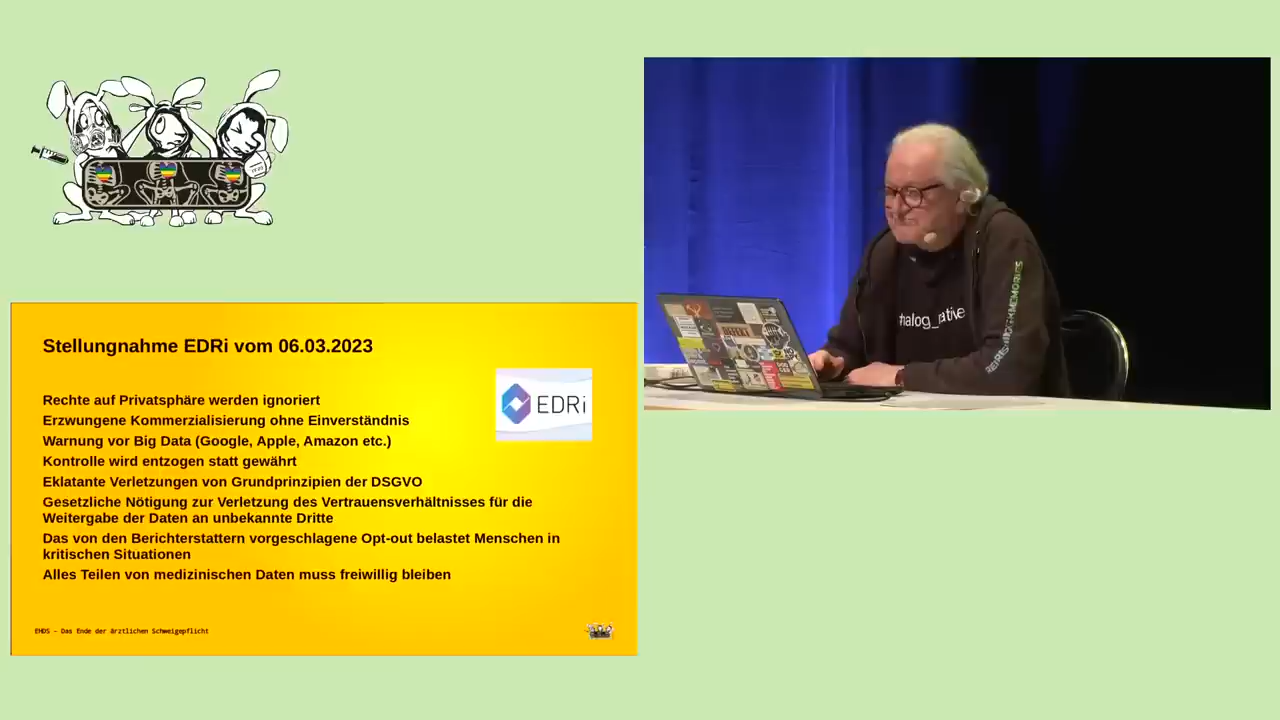 Stellungnahme EDRi vom 06.03.2023
Rechte auf Privatsphäre werden ignoriert
Erzwungene Kommerzialisierung ohne Einverständnis
Warnung vor Big Data (Google, Apple, Amazon etc.)
Kontrolle wird entzogen statt gewährt
Eklatante Verletzungen von Grundprinzipien der DSGVO
Gesetzliche Nötigung zur Verletzung des Vertrauensverhältnisses für die
Weitergabe der Daten an unbekannte Dritte
Das von den Berichterstattern vorgeschlagene Opt-out belastet Menschen in
kritischen Situationen
Alles Teilen von medizinischen Daten muss freiwillig bleiben
EDRi
EHDS - Das Ende der ärztlichen Schweigepflicht